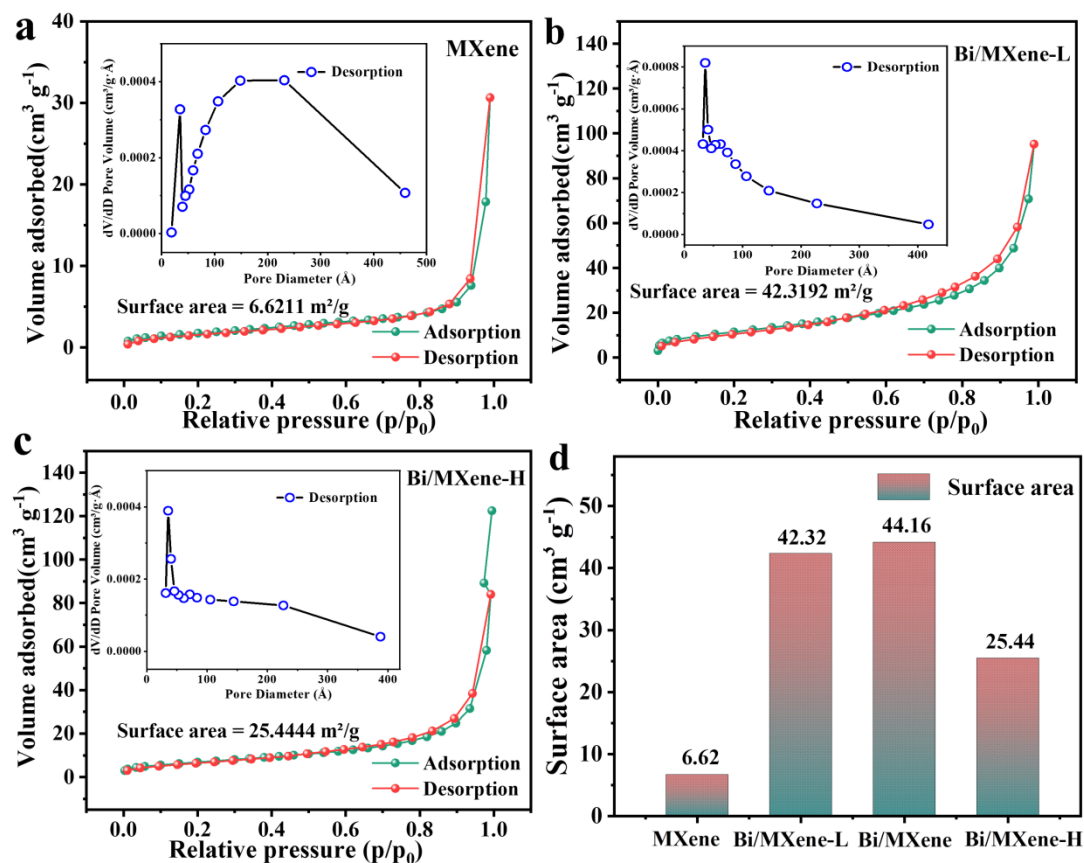 a
MXene
Volume adsorbed(cm³ g⁻¹)
40
30
20
10
0
dV/dD Pore Volume (cm³/g·Å)
0.0004
0.0002
0.0000
Desorption
0 100 200 300 400 500
Pore Diameter (Å)
Surface area = 6.6211 m²/g
Adsorption
Desorption
0.0 0.2 0.4 0.6 0.8 1.0
Relative pressure (p/p₀)
b
Bi/MXene-L
Volume adsorbed(cm³ g⁻¹)
140
120
100
80
60
40
20
0
dV/dD Pore Volume (cm³/g·Å)
0.0008
0.0006
0.0004
0.0002
0.0000
Desorption
0 100 200 300 400
Pore Diameter (Å)
Surface area = 42.3192 m²/g
Adsorption
Desorption
0.0 0.2 0.4 0.6 0.8 1.0
Relative pressure (p/p₀)
c
Bi/MXene-H
Volume adsorbed(cm³ g⁻¹)
140
120
100
80
60
40
20
0
dV/dD Pore Volume (cm³/g·Å)
0.0004
0.0002
0.0000
Desorption
0 100 200 300 400
Pore Diameter (Å)
Surface area = 25.4444 m²/g
Adsorption
Desorption
0.0 0.2 0.4 0.6 0.8 1.0
Relative pressure (p/p₀)
d
Surface area (cm³ g⁻¹)
50
40
30
20
10
0
Surface area
6.62
42.32
44.16
25.44
MXene Bi/MXene-L Bi/MXene Bi/MXene-H